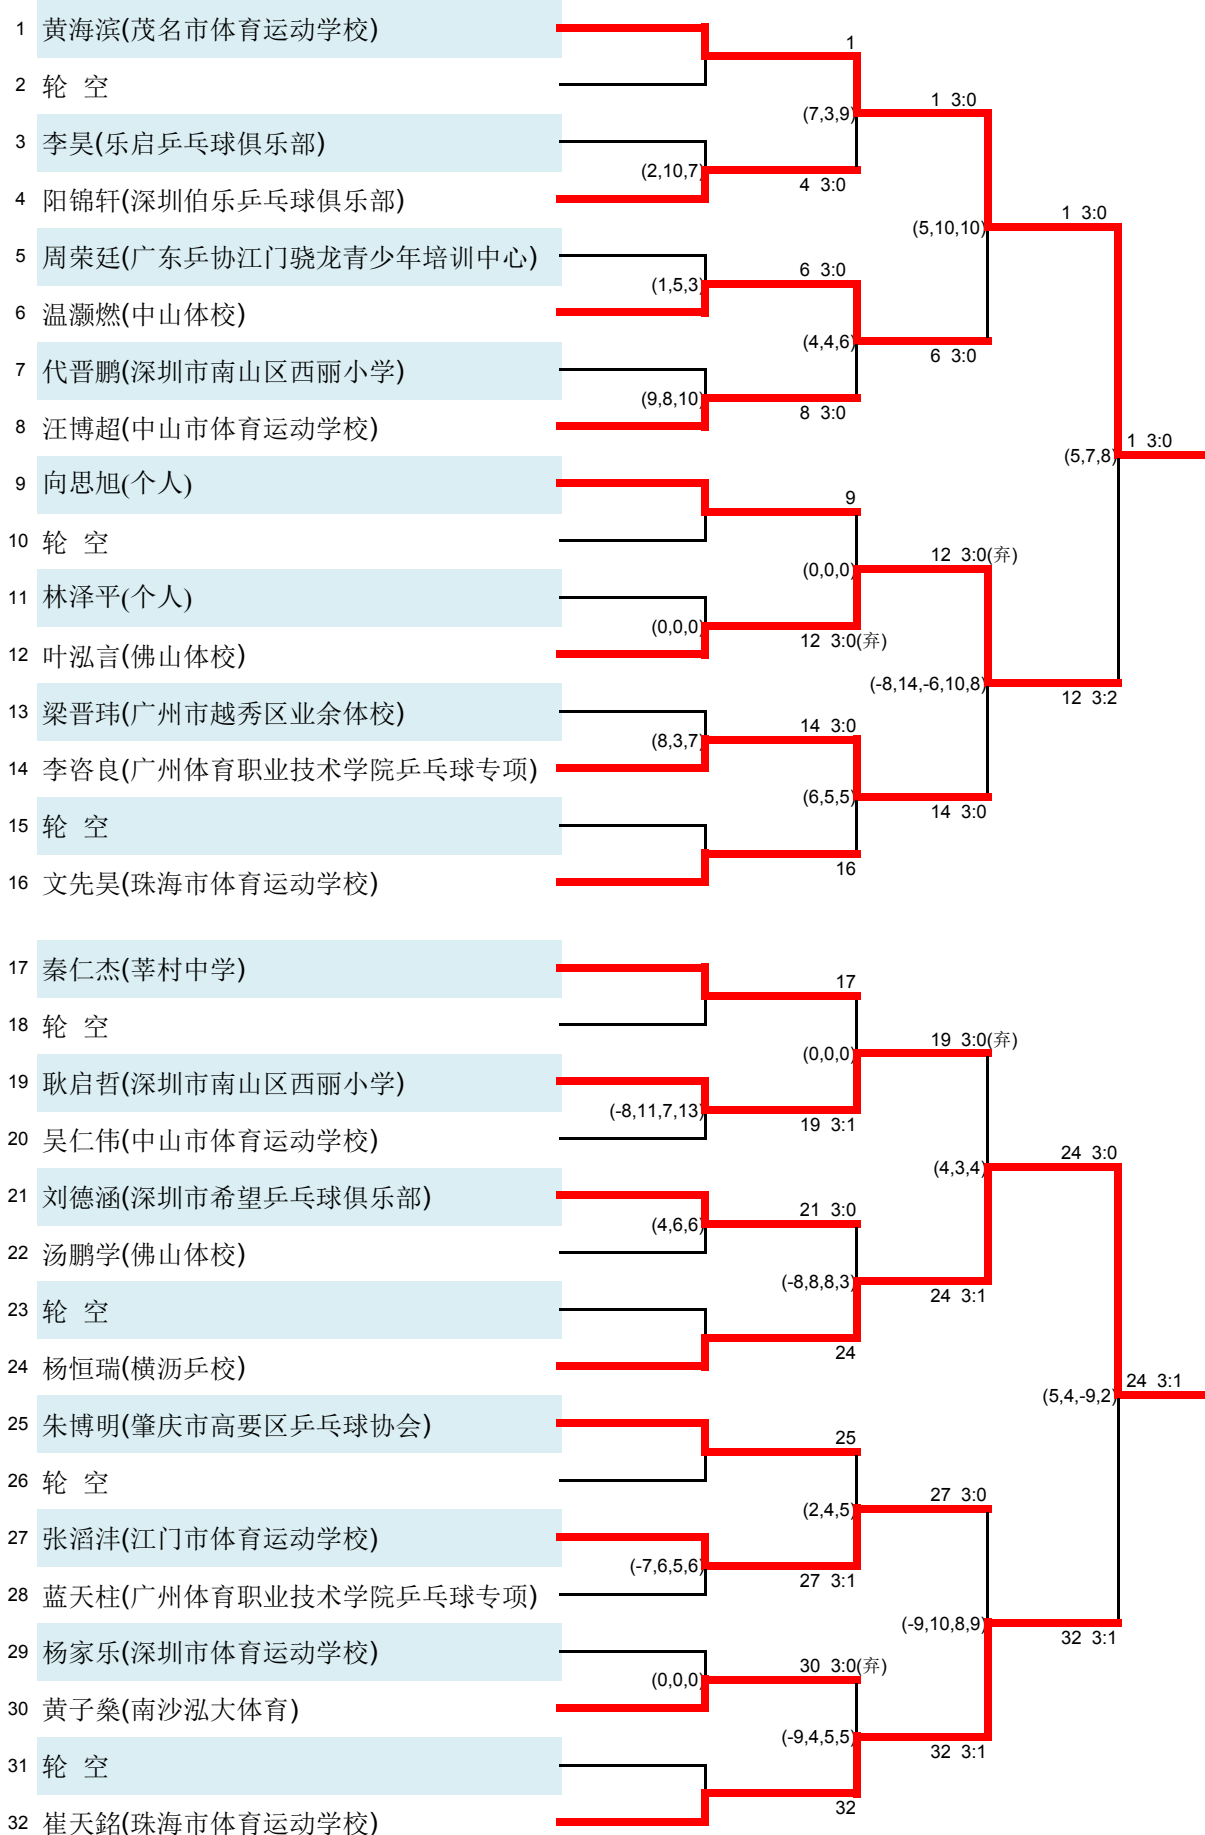 1 黄海滨(茂名市体育运动学校)
1
2 轮 空
(7,3,9)
1 3:0
3 李昊(乐启乒乓球俱乐部)
(2,10,7)
4 3:0
4 阳锦轩(深圳伯乐乒乓球俱乐部)
(5,10,10)
1 3:0
5 周荣廷(广东乒协江门骁龙青少年培训中心)
(1,5,3)
6 3:0
6 温灏燃(中山体校)
(4,4,6)
6 3:0
7 代晋鹏(深圳市南山区西丽小学)
(9,8,10)
8 3:0
8 汪博超(中山市体育运动学校)
(5,7,8)
1 3:0
9 向思旭(个人)
9
10 轮 空
(0,0,0)
12 3:0(弃)
11 林泽平(个人)
(0,0,0)
12 3:0(弃)
12 叶泓言(佛山体校)
(-8,14,-6,10,8)
12 3:2
13 梁晋玮(广州市越秀区业余体校)
(8,3,7)
14 3:0
14 李咨良(广州体育职业技术学院乒乓球专项)
(6,5,5)
14 3:0
15 轮 空
16
16 文先昊(珠海市体育运动学校)
17 秦仁杰(莘村中学)
17
18 轮 空
(0,0,0)
19 3:0(弃)
19 耿启哲(深圳市南山区西丽小学)
(-8,11,7,13)
19 3:1
20 吴仁伟(中山市体育运动学校)
(4,3,4)
24 3:0
21 刘德涵(深圳市希望乒乓球俱乐部)
(4,6,6)
21 3:0
22 汤鹏学(佛山体校)
(-8,8,8,3)
24 3:1
23 轮 空
24
24 杨恒瑞(横沥乒校)
(5,4,-9,2)
24 3:1
25 朱博明(肇庆市高要区乒乓球协会)
25
26 轮 空
(2,4,5)
27 3:0
27 张滔沣(江门市体育运动学校)
(-7,6,5,6)
27 3:1
28 蓝天柱(广州体育职业技术学院乒乓球专项)
(-9,10,8,9)
32 3:1
29 杨家乐(深圳市体育运动学校)
(0,0,0)
30 3:0(弃)
30 黄子燊(南沙泓大体育)
(-9,4,5,5)
32 3:1
31 轮 空
32
32 崔天銘(珠海市体育运动学校)